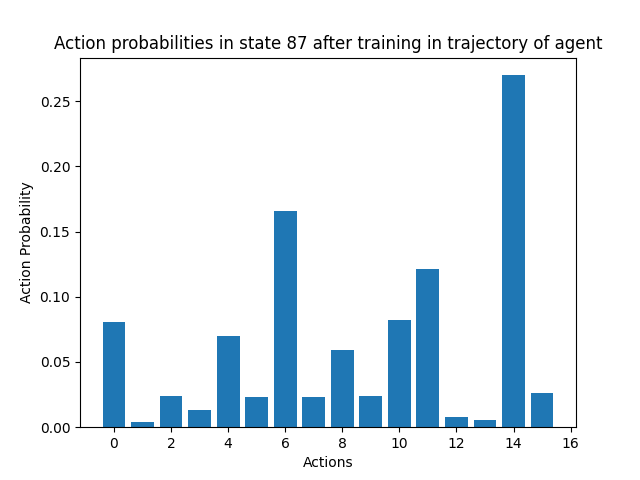 Action probabilities in state 87 after training in trajectory of agent
0.25
0.20
0.15
0.10
0.05
0.00
Action Probability
0 2 4 6 8 10 12 14 16
Actions